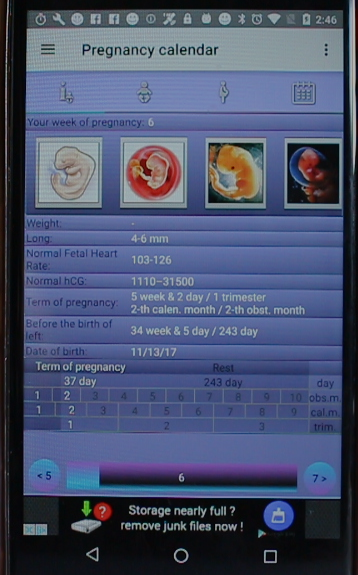 2:46
Pregnancy calendar
Your week of pregnancy: 6
Weight: -
Long: 4-6 mm
Normal Fetal Heart Rate: 103-126
Normal hCG: 1110-31500
Term of pregnancy: 5 week & 2 day / 1 trimester
2-th calen. month / 2-th obst. month
Before the birth of left: 34 week & 5 day / 243 day
Date of birth: 11/13/17
Term of pregnancy Rest
37 day 243 day day
1 2 3 4 5 6 7 8 9 10 obs.m.
1 2 3 4 5 6 7 8 9 cal.m.
1 2 3 trim.
< 5 6 7 >
Storage nearly full ?
remove junk files now !